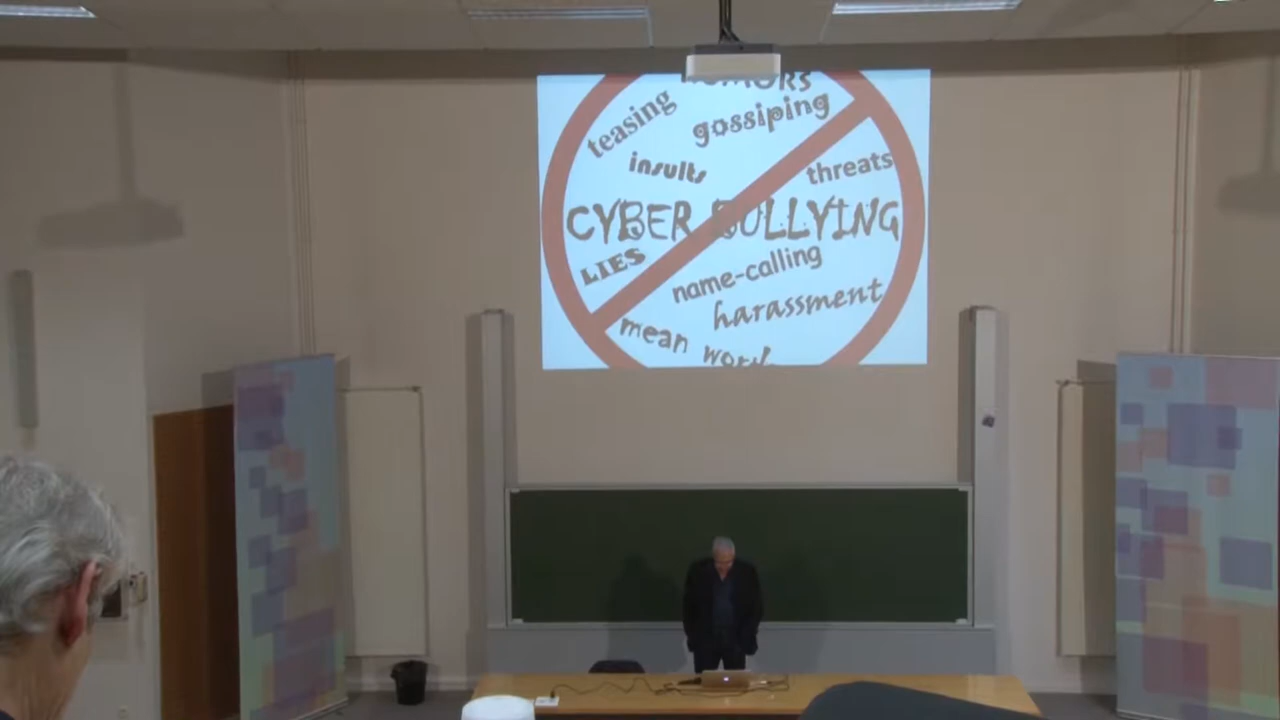 teasing
gossiping
insults
threats
CYBER BULLYING
LIES
name-calling
harassment
mean